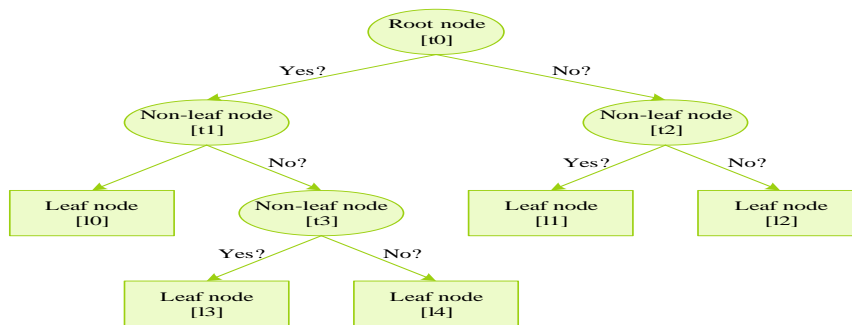 Root node
[t0]
Yes?
No?
Non-leaf node
[t1]
Non-leaf node
[t2]
No?
Yes?
No?
Leaf node
[l0]
Non-leaf node
[t3]
Leaf node
[l1]
Leaf node
[l2]
Yes?
No?
Leaf node
[l3]
Leaf node
[l4]